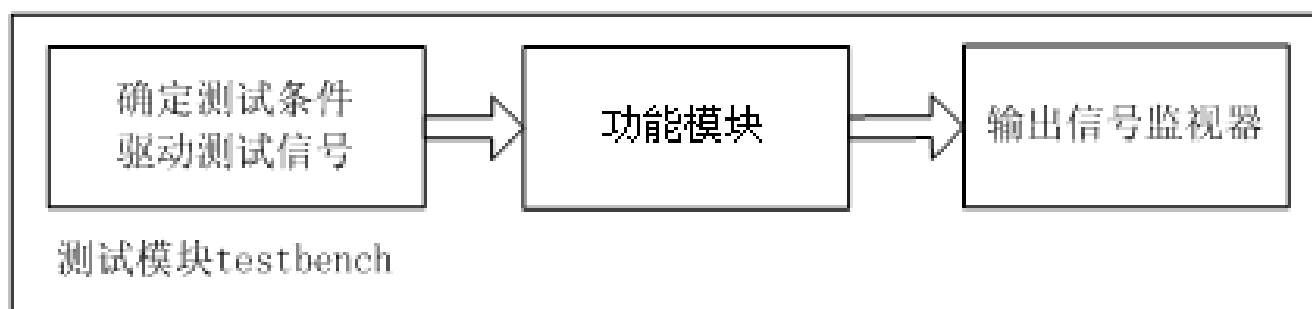 确定测试条件
驱动测试信号
功能模块
输出信号监视器
测试模块testbench